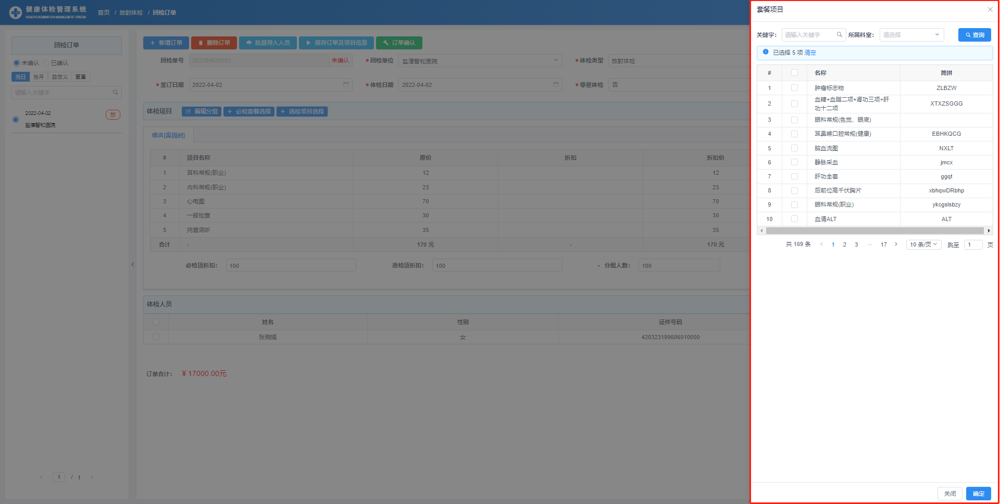 健康体检管理系统
HEALTH EXCMINATION MANAGEMENT SYSTEM
首页 / 放射体检 / 团检订单
团检订单
未确认 已确认
当日 当月 自定义 重置
请输入关键字
2022-04-02
放
盐津智和医院
1 / 1
新增订单 删除订单 批量导入人员 保存订单及项目信息 订单确认
团检单号 202204020002 未确认 *团检单位 盐津智和医院 *体检类型 放射体检
*签订日期 2022-04-02 *体检日期 2022-04-02 *零星体检 否
体检项目 编辑分组 必检套餐选择 选检项目选择
噪声[离岗时]
# 项目名称 原价 折扣 折扣价
1 耳科常规(职业) 12 12
2 内科常规(职业) 23 23
3 心电图 70 70
4 一般检查 30 30
5 纯音测听 35 35
合计 - 170 元 - 170 元
必检项折扣： 100 选检项折扣： 100 * 分组人数： 100
体检人员
姓名 性别 证件号码
张晓娟 女 420323199606010000
订单合计： ¥ 17000.00元
套餐项目
关键字： 请输入关键字 所属科室： 请选择 查询
已选择 5 项 清空
# 名称 简拼
1 肿瘤标志物 ZLBZW
2 血糖+血脂二项+肾功三项+肝功十二项 XTXZSGGG
3 眼科常规(色觉、眼底)
4 耳鼻喉口腔常规(健康) EBHKQCG
5 脑血流图 NXLT
6 静脉采血 jmcx
7 肝功全套 ggqt
8 后前位高千伏胸片 xbhqwDRbhp
9 眼科常规(职业) ykcgslsbzy
10 血清ALT ALT
共 169 条 1 2 3 ··· 17 10 条/页 跳至 1 页
关闭 确定